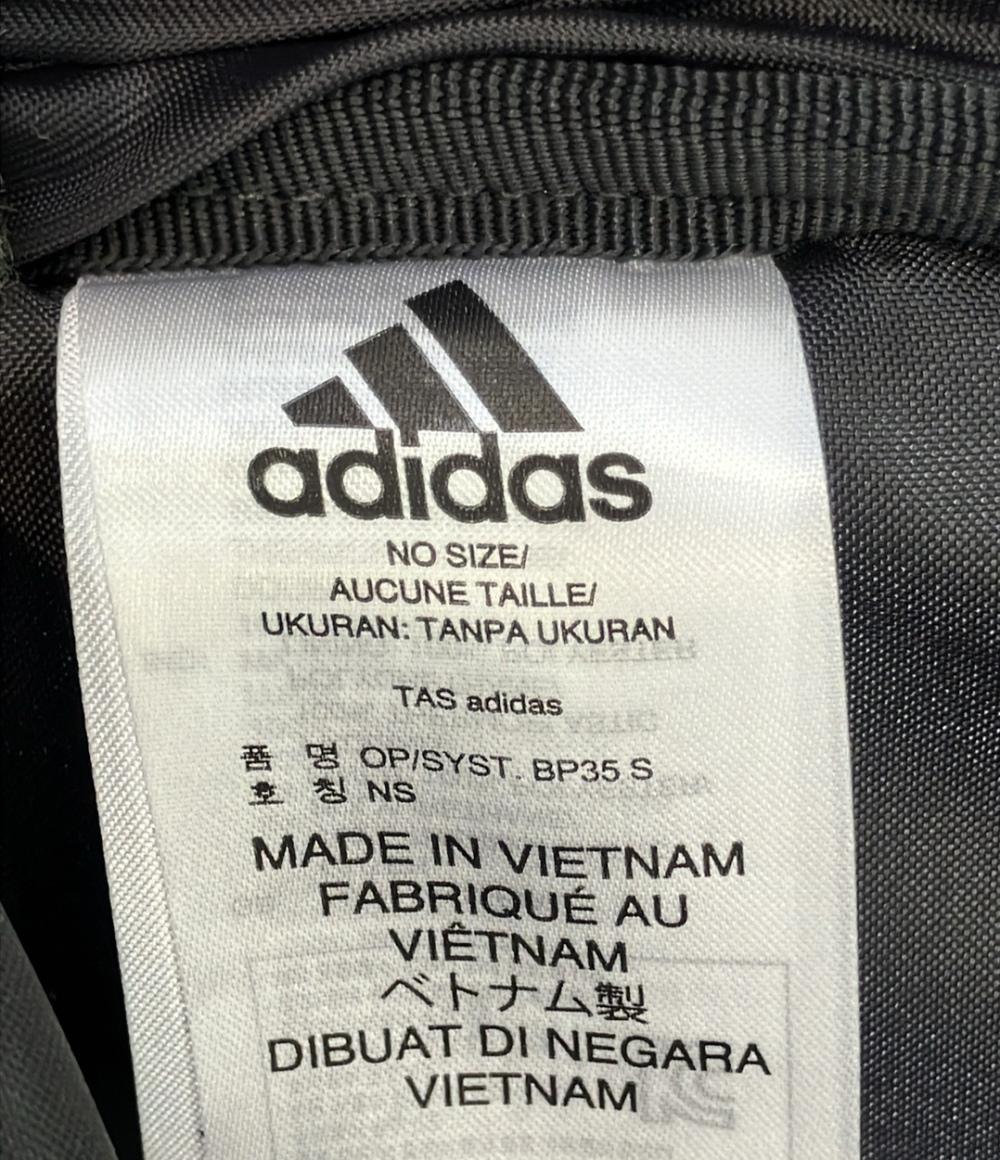 adidas
NO SIZE/
AUCUNE TAILLE/
UKURAN: TANPA UKURAN
TAS adidas
품 명 OP/SYST. BP35 S
호 칭 NS
MADE IN VIETNAM
FABRIQUÉ AU
VIÊTNAM
ベトナム製
DIBUAT DI NEGARA
VIETNAM